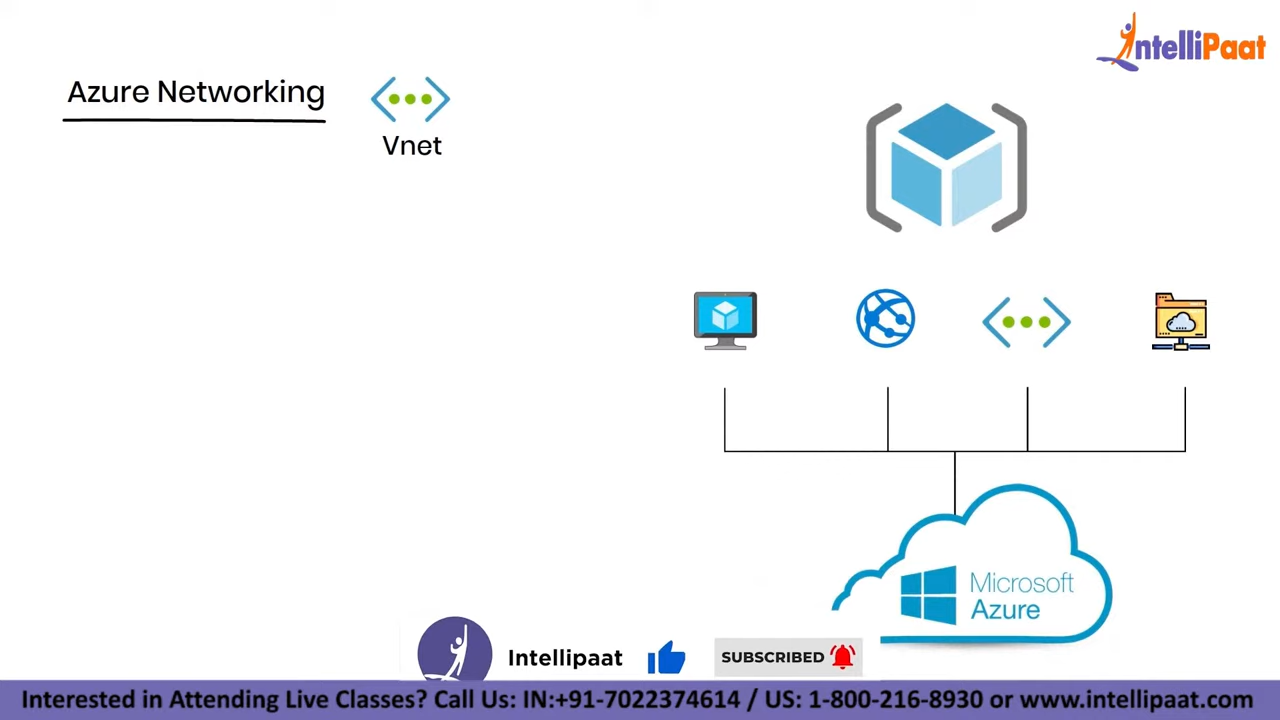 IntelliPaat
Azure Networking
Vnet
Microsoft
Azure
Intellipaat
SUBSCRIBED
Interested in Attending Live Classes? Call Us: IN:+91-7022374614 / US: 1-800-216-8930 or www.intellipaat.com